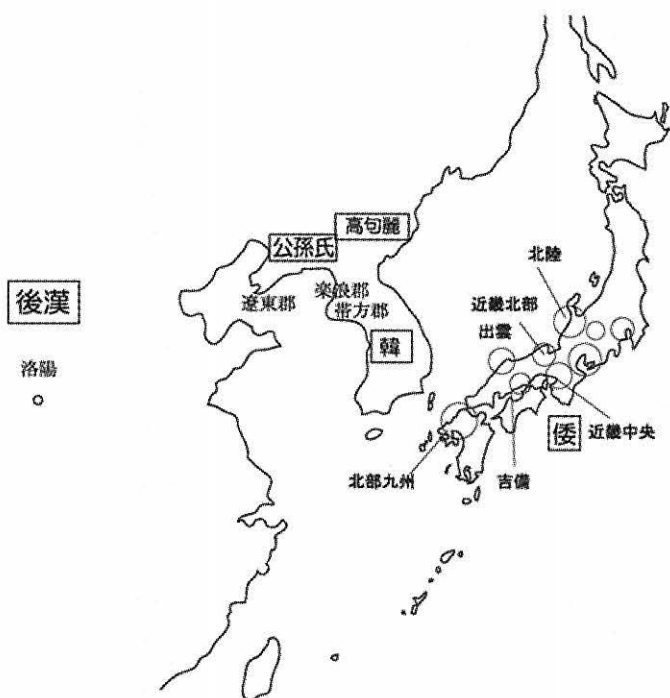 高句麗
公孫氏
遼東郡
楽浪郡
帯方郡
後漢
韓
洛陽
北陸
近畿北部
出雲
倭
近畿中央
北部九州
吉備